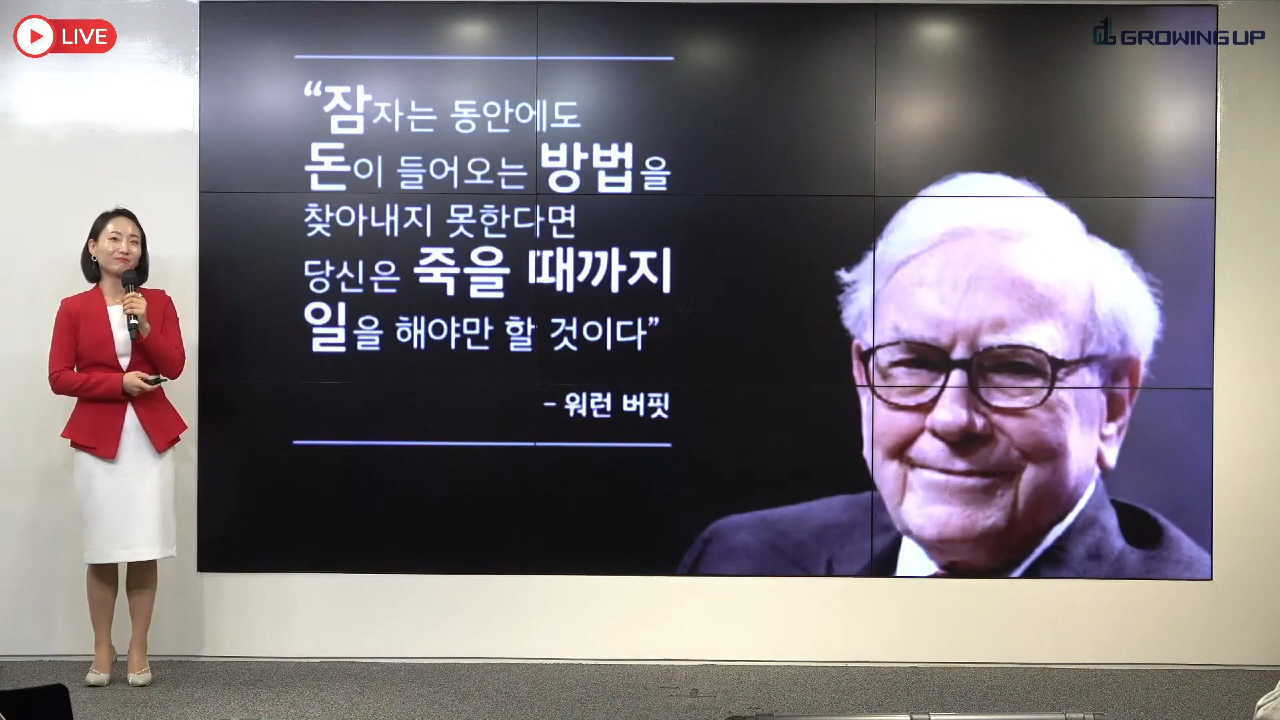 LIVE
GROWING UP
“잠자는 동안에도
돈이 들어오는 방법을
찾아내지 못한다면
당신은 죽을 때까지
일을 해야만 할 것이다”
- 워런 버핏